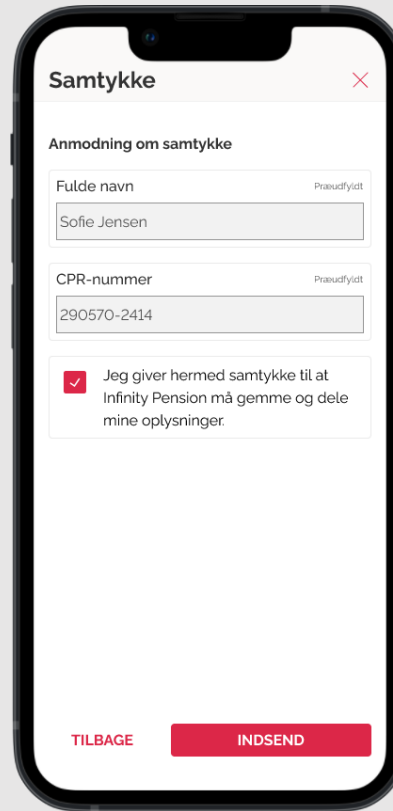 Samtykke
Anmodning om samtykke
Fulde navn Præudfyldt
Sofie Jensen
CPR-nummer Præudfyldt
290570-2414
Jeg giver hermed samtykke til at
Infinity Pension må gemme og dele
mine oplysninger.
TILBAGE INDSEND